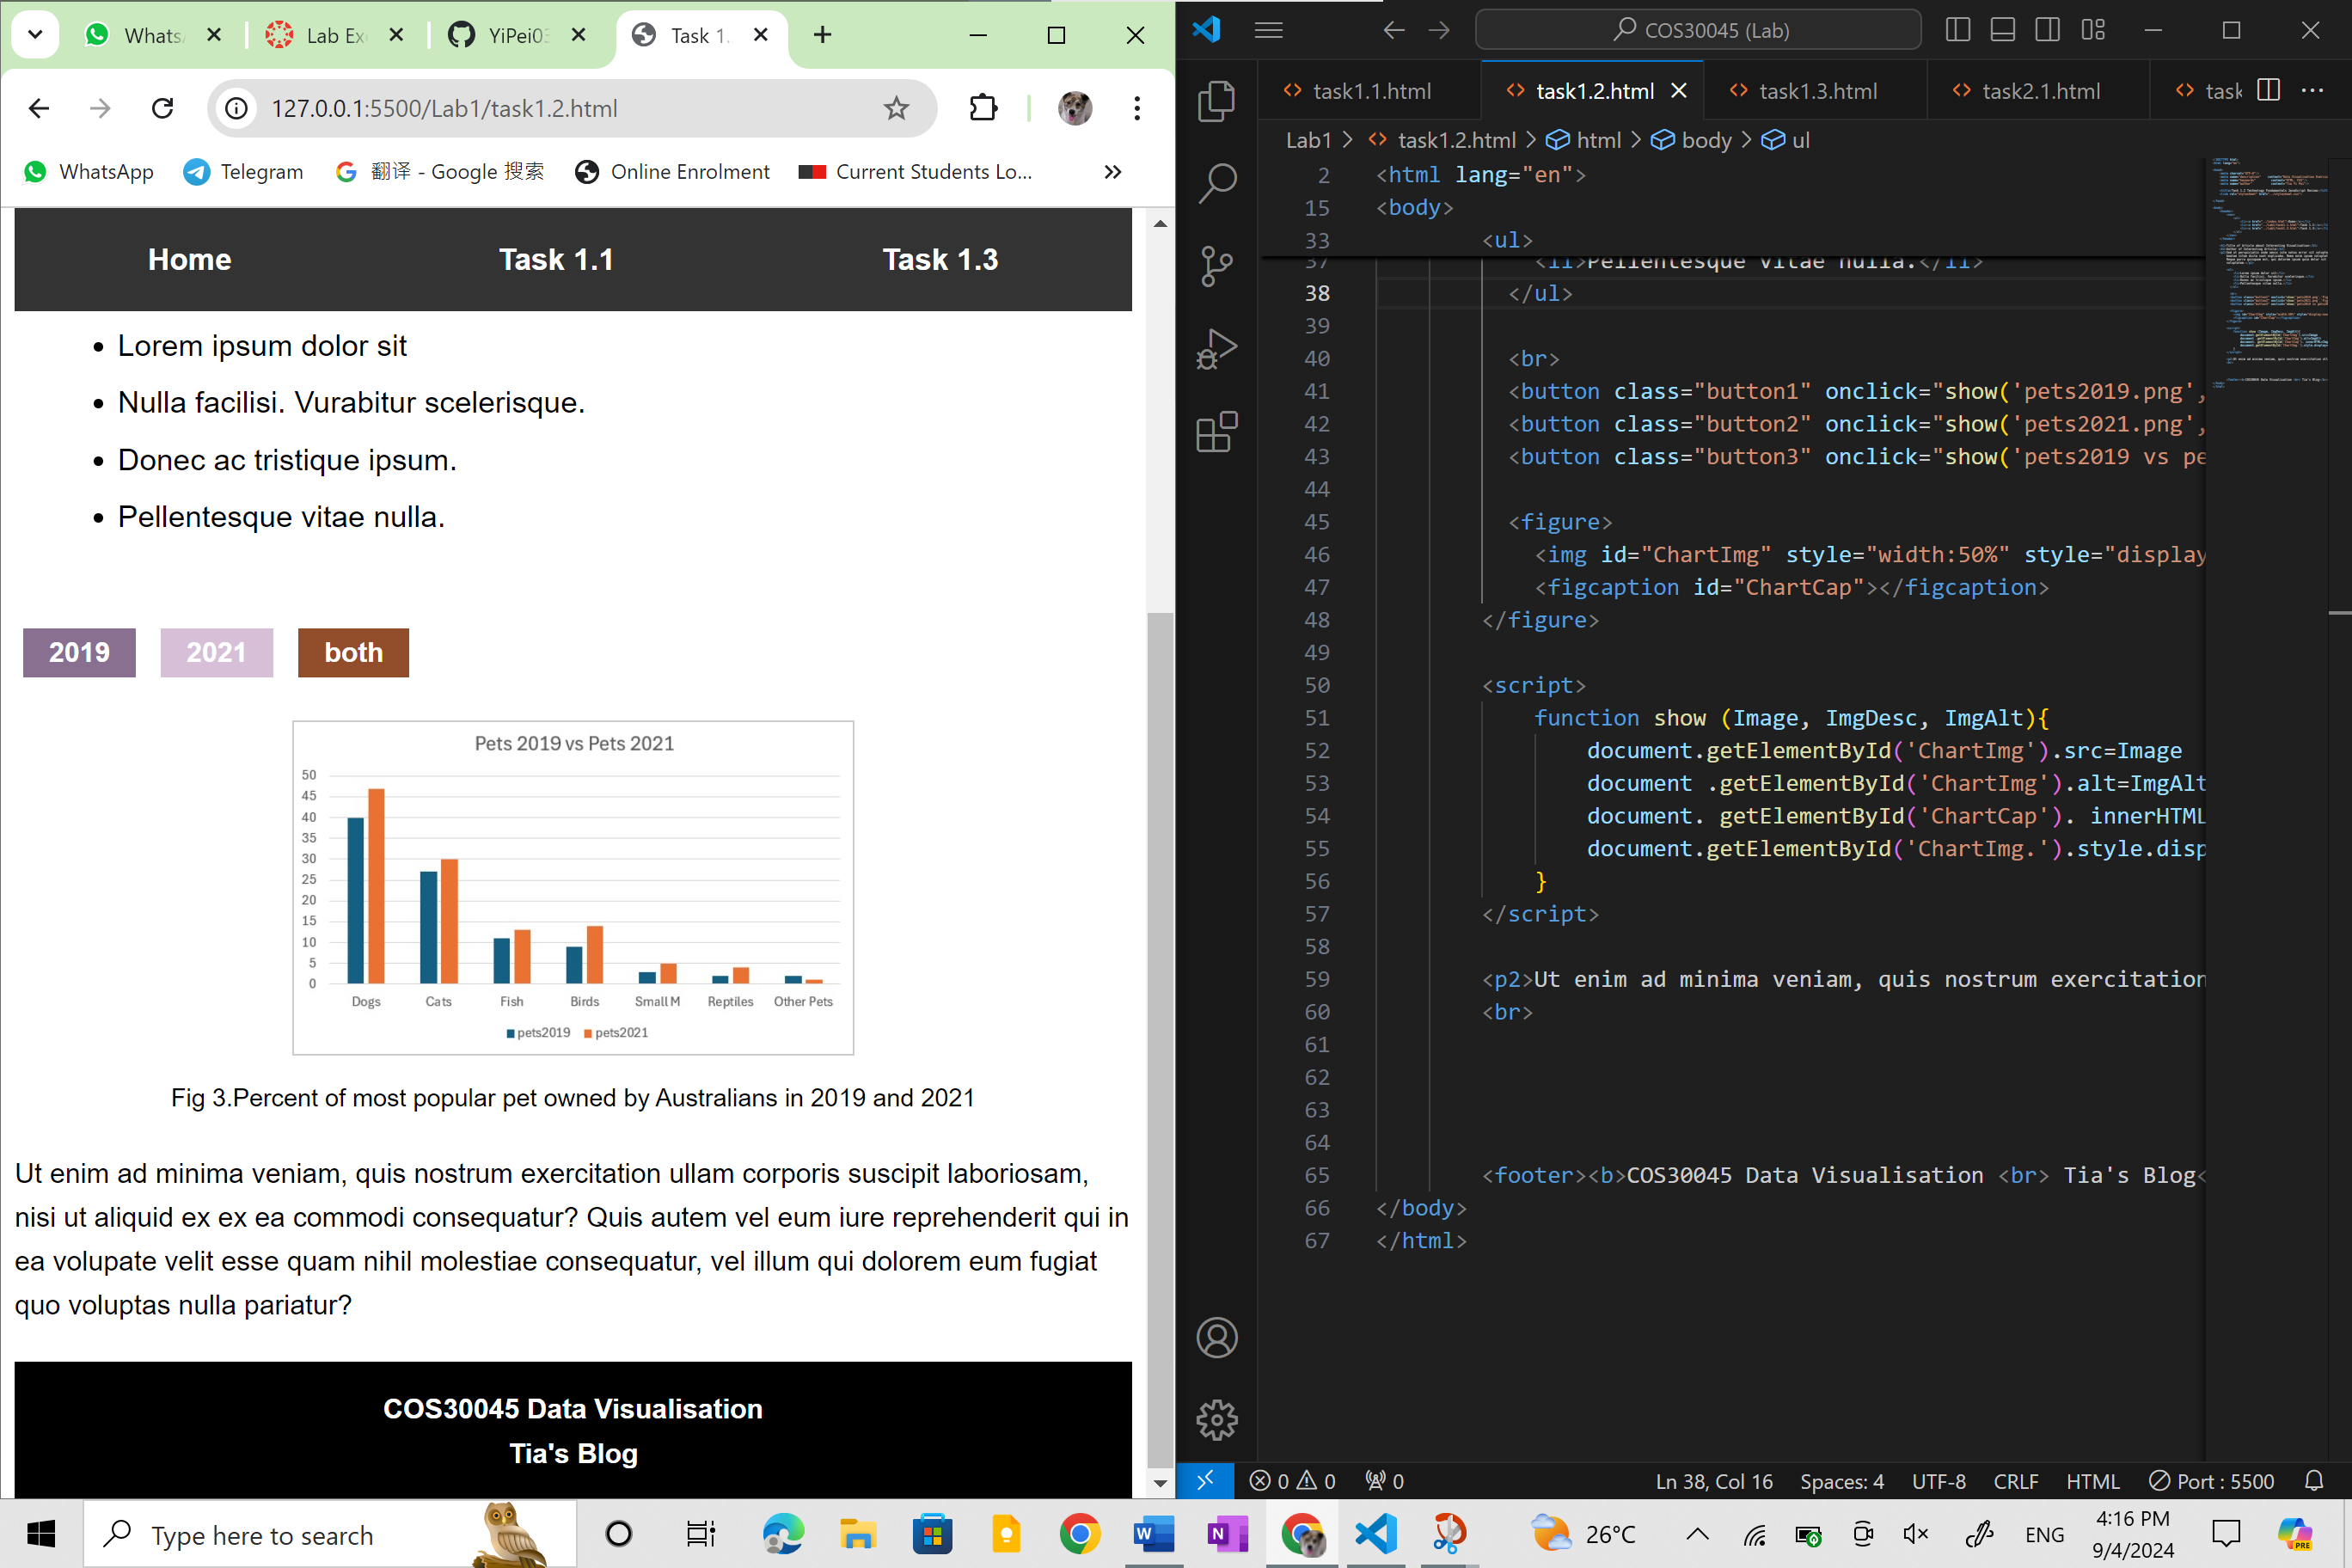 Whats
Lab Ex
YiPei03
Task 1.
127.0.0.1:5500/Lab1/task1.2.html
WhatsApp
Telegram
翻译 - Google 搜索
Online Enrolment
Current Students Lo...
Home
Task 1.1
Task 1.3
Lorem ipsum dolor sit
Nulla facilisi. Vurabitur scelerisque.
Donec ac tristique ipsum.
Pellentesque vitae nulla.
2019
2021
both
Pets 2019 vs Pets 2021
50
45
40
35
30
25
20
15
10
5
0
Dogs
Cats
Fish
Birds
Small M
Reptiles
Other Pets
pets2019
pets2021
Fig 3.Percent of most popular pet owned by Australians in 2019 and 2021
Ut enim ad minima veniam, quis nostrum exercitation ullam corporis suscipit laboriosam,
nisi ut aliquid ex ex ea commodi consequatur? Quis autem vel eum iure reprehenderit qui in
ea volupate velit esse quam nihil molestiae consequatur, vel illum qui dolorem eum fugiat
quo voluptas nulla pariatur?
COS30045 Data Visualisation
Tia's Blog
COS30045 (Lab)
task1.1.html
task1.2.html
task1.3.html
task2.1.html
task
Lab1 > task1.2.html > html > body > ul
2 <html lang="en">
15 <body>
33 <ul>
37 <li>Pellentesque vitae nulla.</li>
38 </ul>
39
40 <br>
41 <button class="button1" onclick="show('pets2019.png',
42 <button class="button2" onclick="show('pets2021.png',
43 <button class="button3" onclick="show('pets2019 vs pe
44
45 <figure>
46 <img id="ChartImg" style="width:50%" style="display
47 <figcaption id="ChartCap"></figcaption>
48 </figure>
49
50 <script>
51 function show (Image, ImgDesc, ImgAlt){
52 document.getElementById('ChartImg').src=Image
53 document .getElementById('ChartImg').alt=ImgAlt
54 document. getElementById('ChartCap'). innerHTML
55 document.getElementById('ChartImg.').style.disp
56 }
57 </script>
58
59 <p2>Ut enim ad minima veniam, quis nostrum exercitation
60 <br>
61
62
63
64
65 <footer><b>COS30045 Data Visualisation <br> Tia's Blog<
66 </body>
67 </html>
0 0 0
Ln 38, Col 16
Spaces: 4
UTF-8
CRLF
HTML
Port : 5500
Type here to search
26°C
ENG
4:16 PM
9/4/2024
PRE